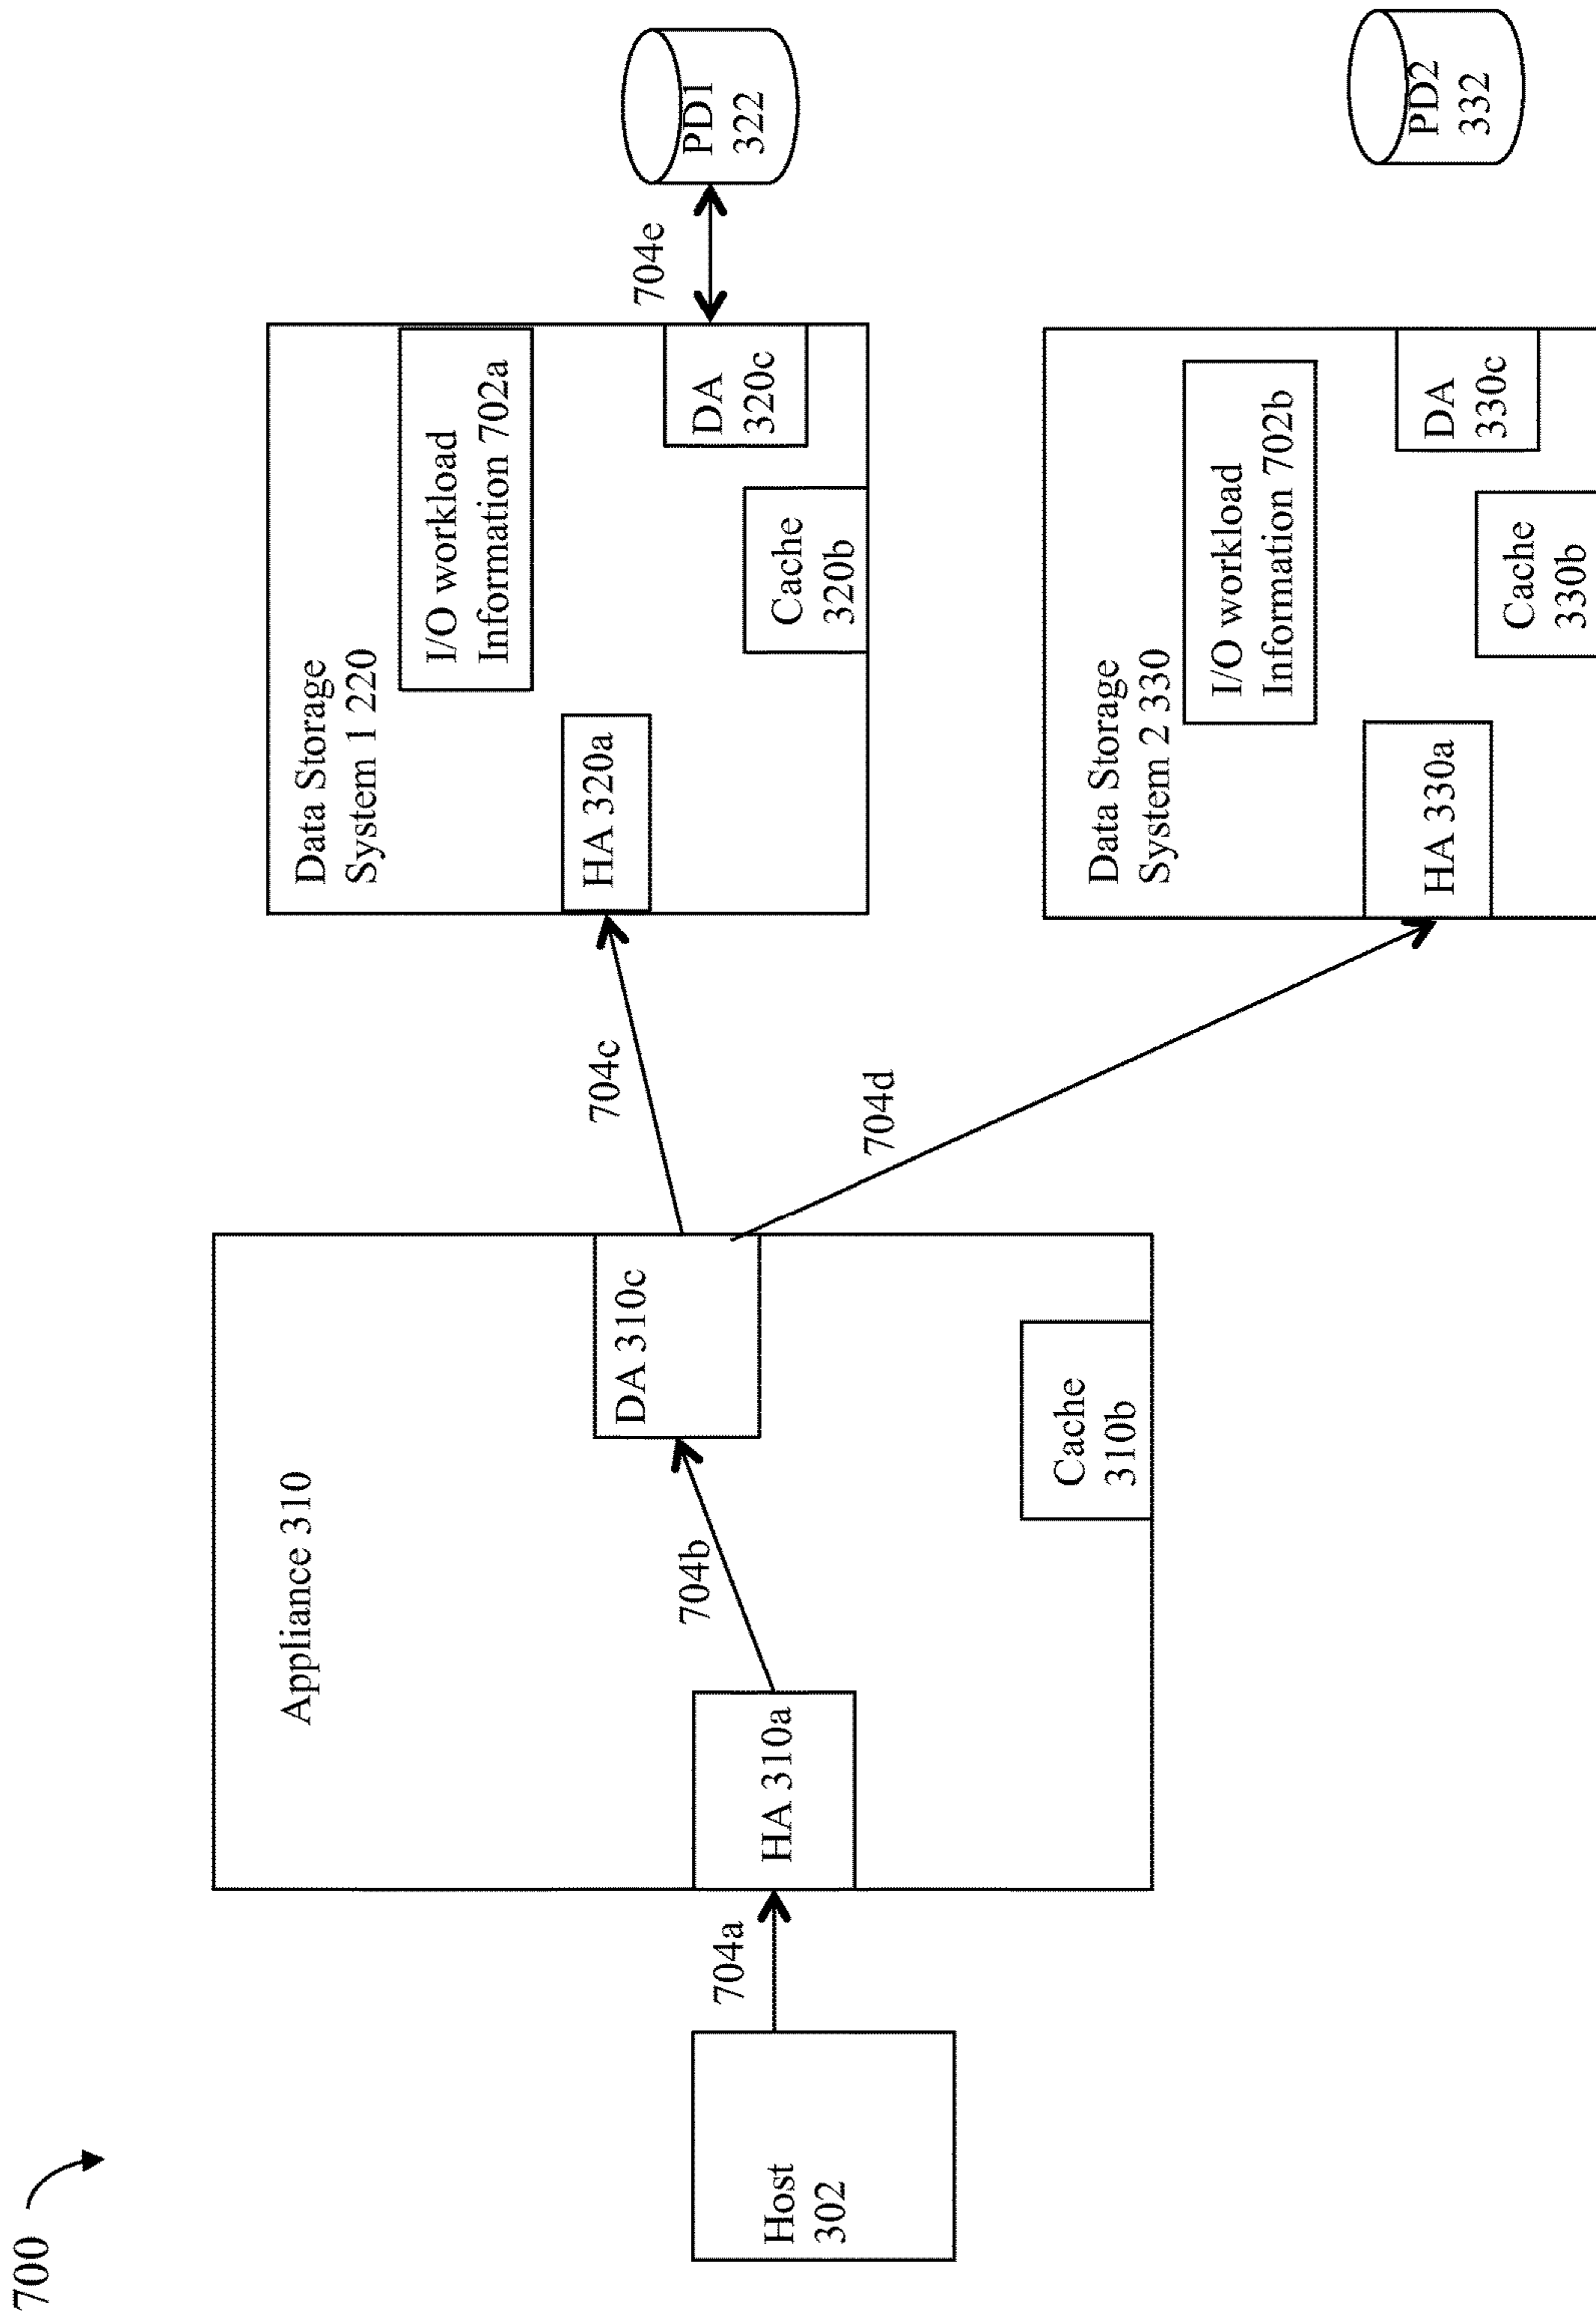 700
Host
302
704a
Appliance 310
HA 310a
704b
DA 310c
Cache
310b
704c
704d
Data Storage
System 1 220
I/O workload
Information 702a
HA 320a
Cache
320b
DA
320c
704e
PD1
322
Data Storage
System 2 330
I/O workload
Information 702b
HA 330a
Cache
330b
DA
330c
PD2
332